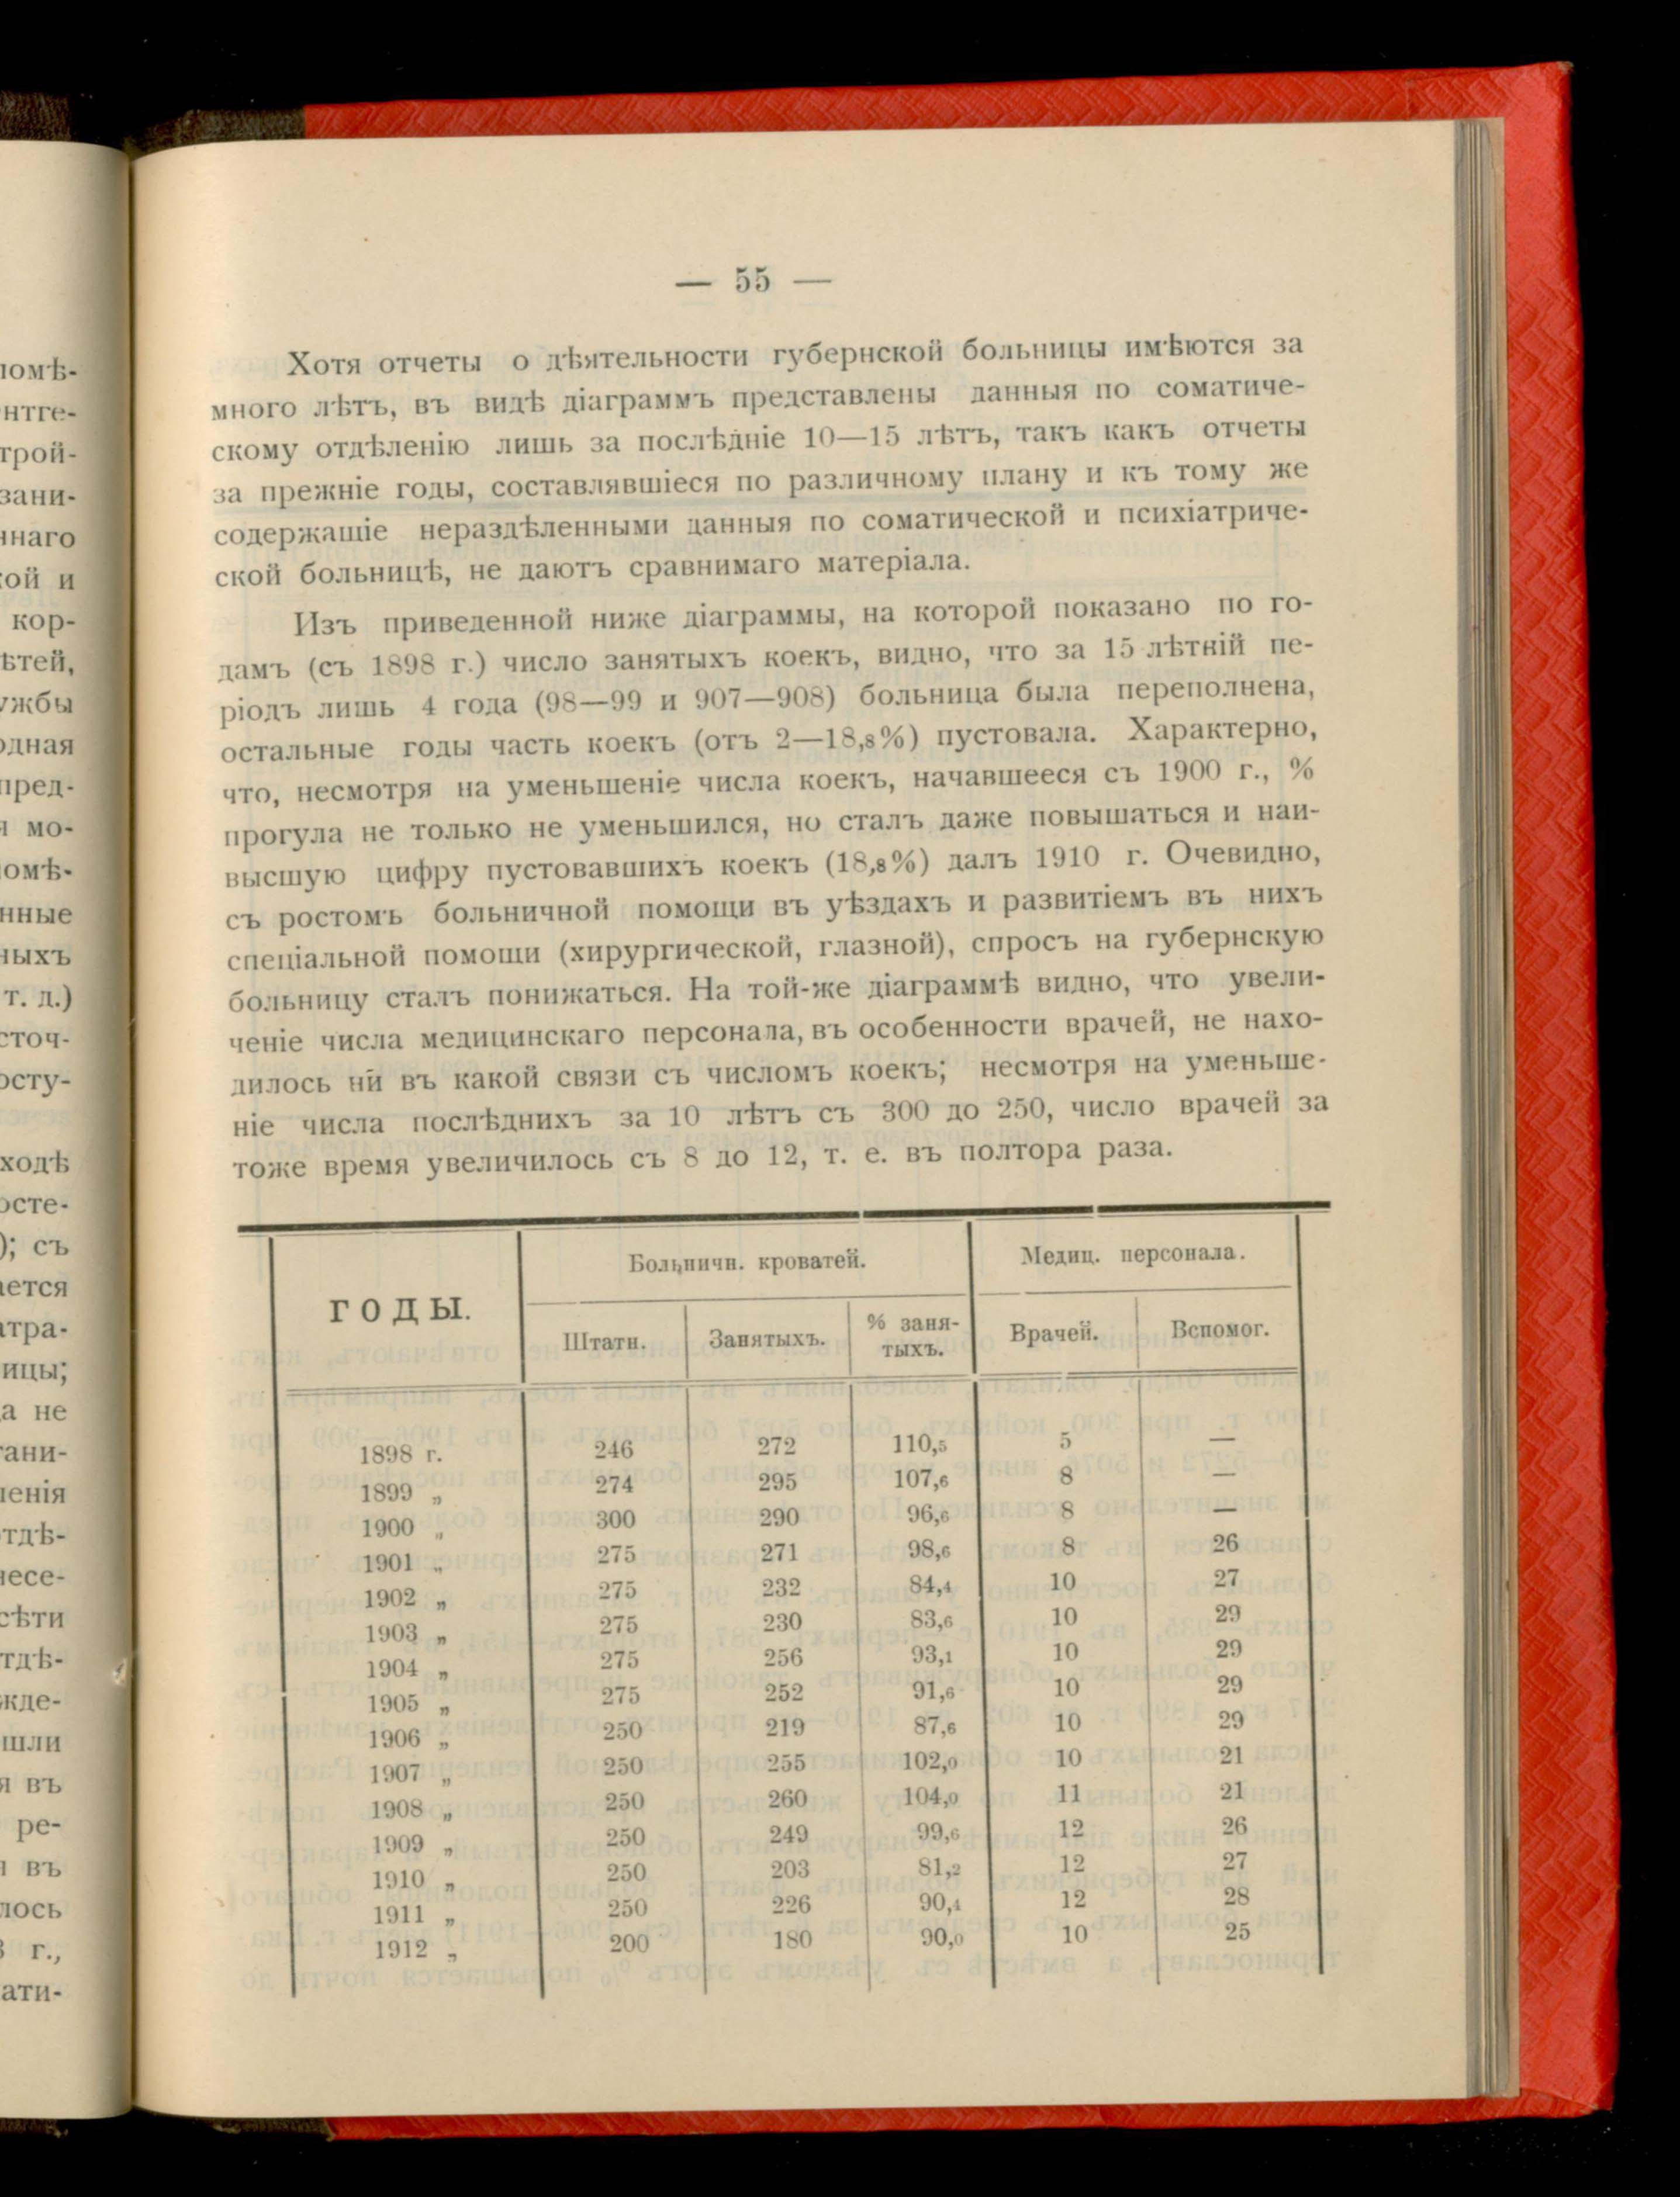 — 55 —
Хотя отчеты о дѣятельности губернской больницы имѣются за
много лѣтъ, въ видѣ діаграммъ представлены данныя по соматиче-
скому отдѣленію лишь за послѣдніе 10—15 лѣтъ, такъ какъ отчеты
за прежніе годы, составлявшіеся по различному плану и къ тому же
содержащіе нераздѣленными данныя по соматической и психіатриче-
ской больницѣ, не даютъ сравнимаго матеріала.
Изъ приведенной ниже діаграммы, на которой показано по го-
дамъ (съ 1898 г.) число занятыхъ коекъ, видно, что за 15 лѣтній пе-
ріодъ лишь 4 года (98—99 и 907—908) больница была переполнена,
остальные годы часть коекъ (отъ 2—18,8%) пустовала. Характерно,
что, несмотря на уменьшеніе числа коекъ, начавшееся съ 1900 г., %
прогула не только не уменьшился, но сталъ даже повышаться и наи-
высшую цифру пустовавшихъ коекъ (18,8%) далъ 1910 г. Очевидно,
съ ростомъ больничной помощи въ уѣздахъ и развитіемъ въ нихъ
спеціальной помощи (хирургической, глазной), спросъ на губернскую
больницу сталъ понижаться. На той-же діаграммѣ видно, что увели-
ченіе числа медицинскаго персонала, въ особенности врачей, не нахо-
дилось ни въ какой связи съ числомъ коекъ; несмотря на уменьше-
ніе числа послѣднихъ за 10 лѣтъ съ 300 до 250, число врачей за
тоже время увеличилось съ 8 до 12, т. е. въ полтора раза.
ГОДЫ. Больничн. кроватей. Медиц. персонала.
Штатн. Занятыхъ. % заня-тыхъ. Врачей. Вспомог.
1898 г. 246 272 110,5 5 —
1899 „ 274 295 107,6 8 —
1900 „ 300 290 96,6 8 —
1901 „ 275 271 98,6 8 26
1902 „ 275 232 84,4 10 27
1903 „ 275 230 83,6 10 29
1904 „ 275 256 93,1 10 29
1905 „ 275 252 91,6 10 29
1906 „ 250 219 87,6 10 29
1907 „ 250 255 102,0 10 21
1908 „ 250 260 104,0 11 21
1909 „ 250 249 99,6 12 26
1910 „ 250 203 81,2 12 27
1911 „ 250 226 90,4 12 28
1912 „ 200 180 90,0 10 25